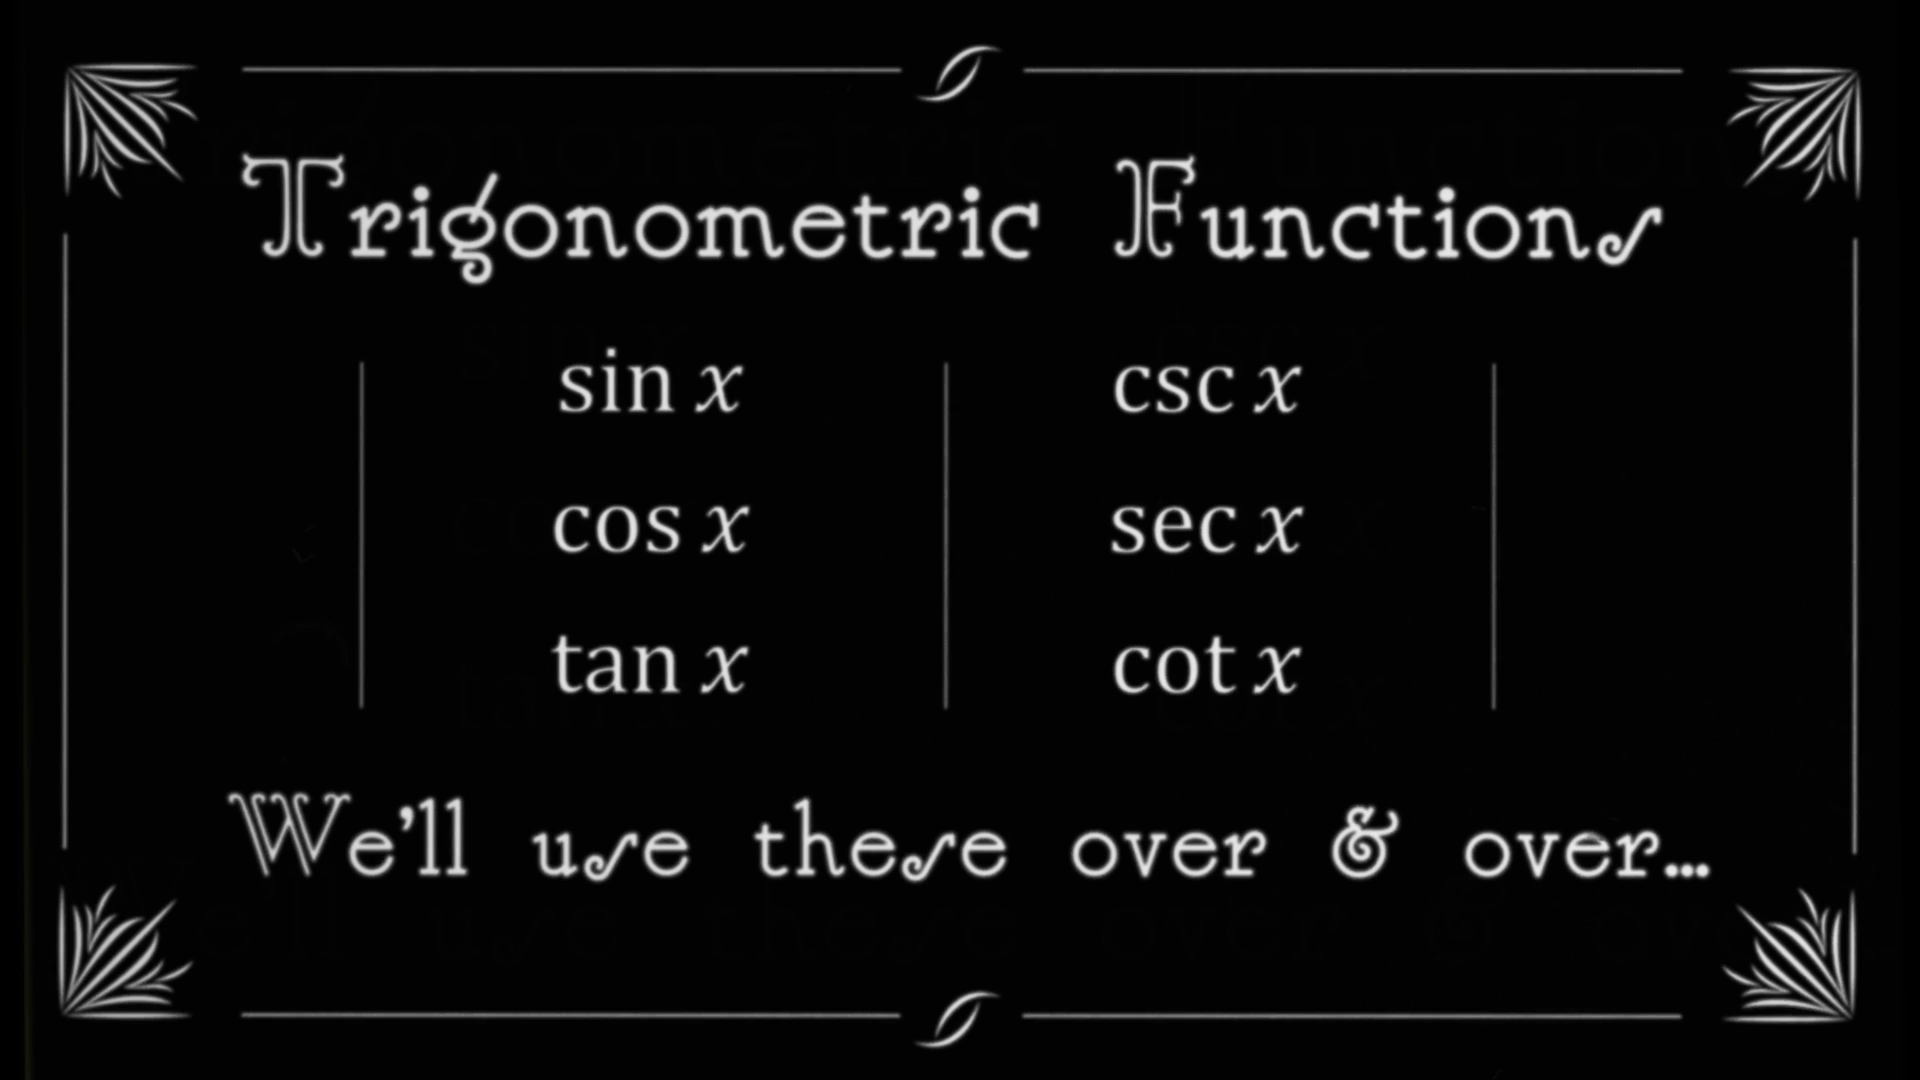 Trigonometric Functions
sin x csc x
cos x sec x
tan x cot x
We'll use these over & over...